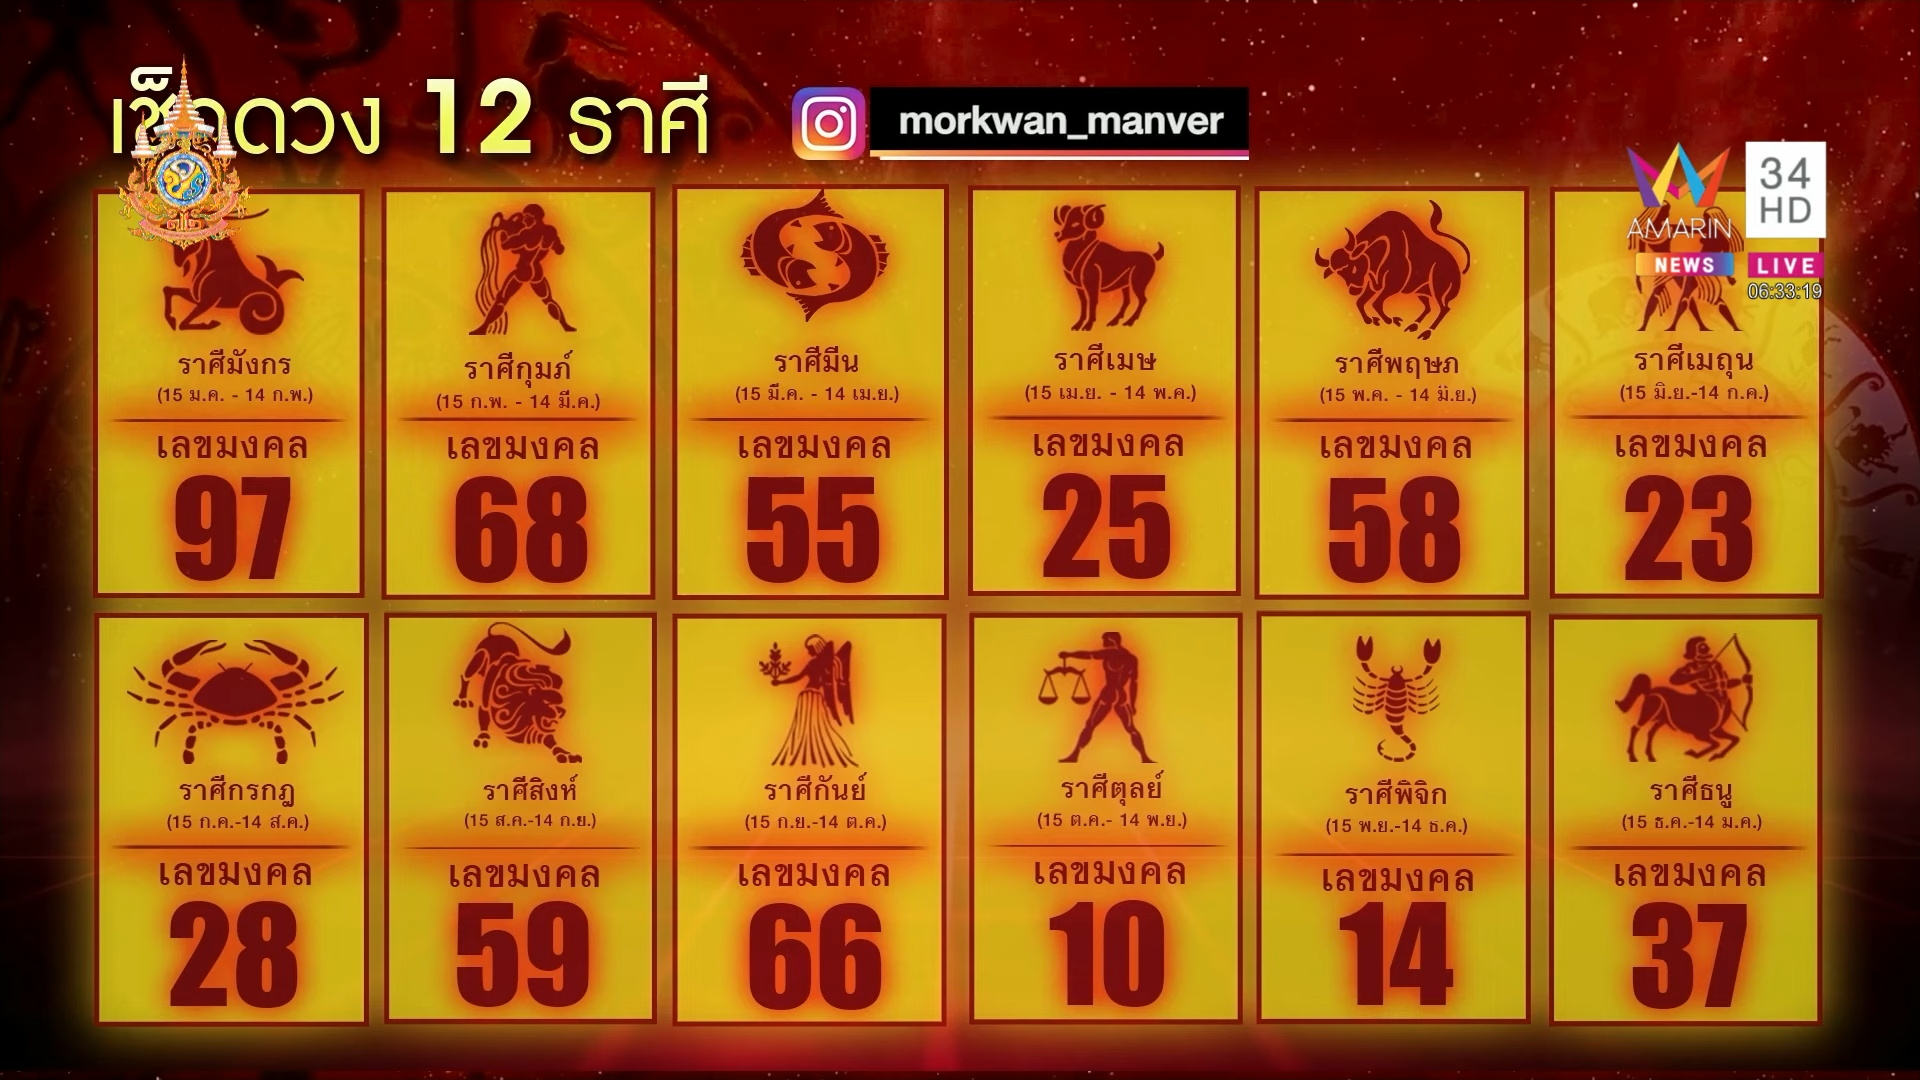 เช็กดวง 12 ราศี
morkwan_manver
AMARIN
34
HD
NEWS
LIVE
06:33:19
ราศีมังกร
(15 ม.ค. - 14 ก.พ.)
เลขมงคล
97
ราศีกุมภ์
(15 ก.พ. - 14 มี.ค.)
เลขมงคล
68
ราศีมีน
(15 มี.ค. - 14 เม.ย.)
เลขมงคล
55
ราศีเมษ
(15 เม.ย. - 14 พ.ค.)
เลขมงคล
25
ราศีพฤษภ
(15 พ.ค. - 14 มิ.ย.)
เลขมงคล
58
ราศีเมถุน
(15 มิ.ย.-14 ก.ค.)
เลขมงคล
23
ราศีกรกฎ
(15 ก.ค.-14 ส.ค.)
เลขมงคล
28
ราศีสิงห์
(15 ส.ค.-14 ก.ย.)
เลขมงคล
59
ราศีกันย์
(15 ก.ย.-14 ต.ค.)
เลขมงคล
66
ราศีตุลย์
(15 ต.ค.- 14 พ.ย.)
เลขมงคล
10
ราศีพิจิก
(15 พ.ย.-14 ธ.ค.)
เลขมงคล
14
ราศีธนู
(15 ธ.ค.-14 ม.ค.)
เลขมงคล
37